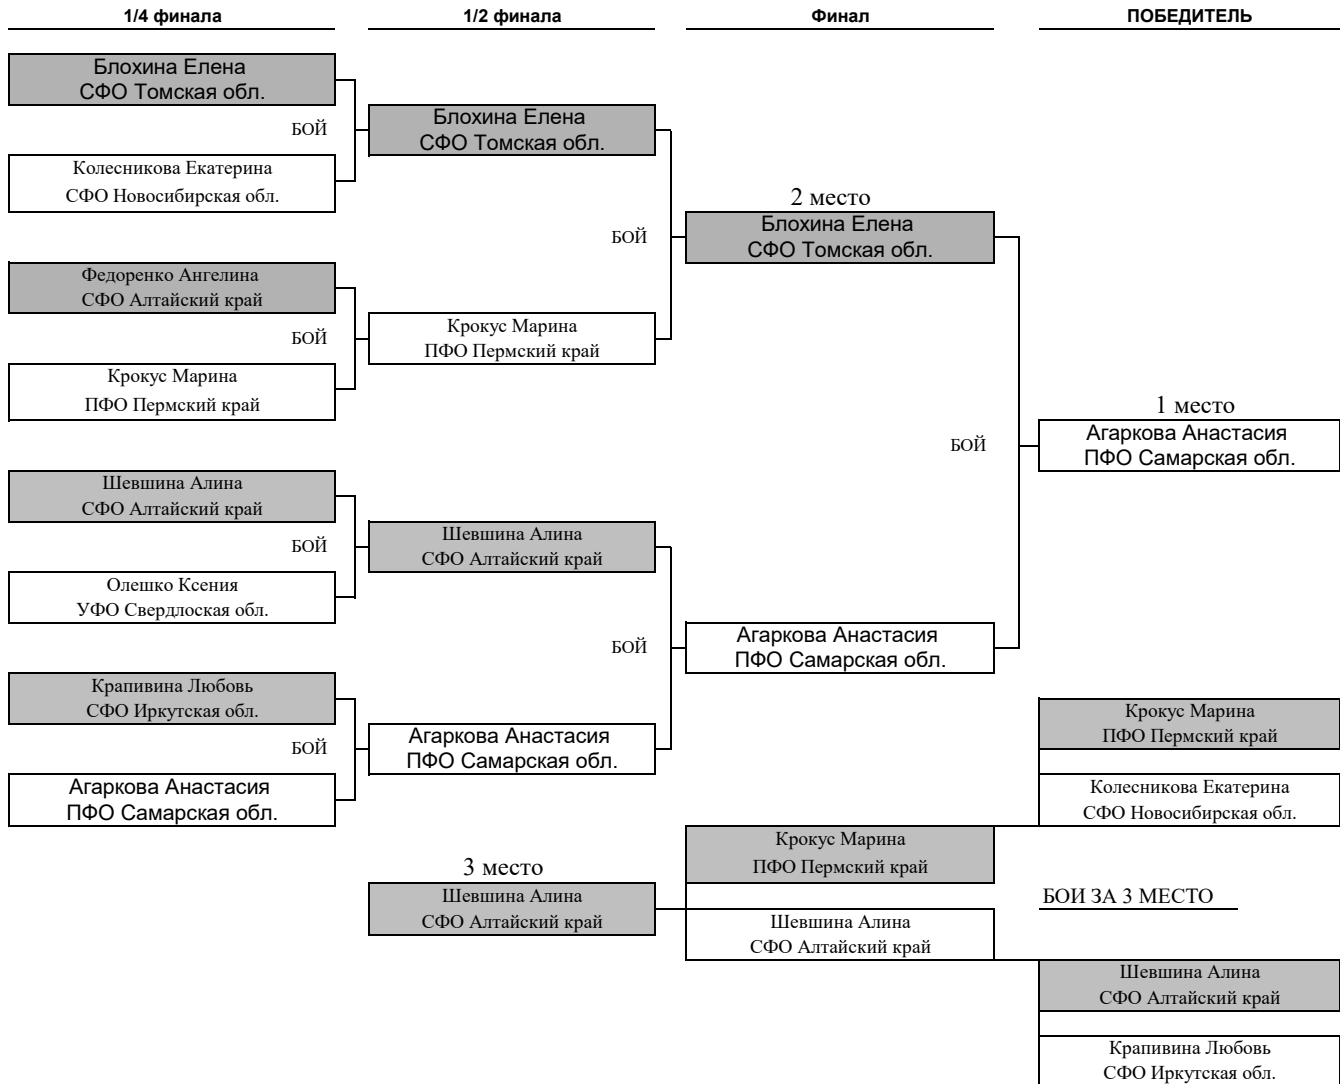 1/4 финала
1/2 финала
Финал
ПОБЕДИТЕЛЬ
Блохина Елена
СФО Томская обл.
БОЙ
Колесникова Екатерина
СФО Новосибирская обл.
Федоренко Ангелина
СФО Алтайский край
БОЙ
Крокус Марина
ПФО Пермский край
Шевшина Алина
СФО Алтайский край
БОЙ
Олешко Ксения
УФО Свердлоская обл.
Крапивина Любовь
СФО Иркутская обл.
БОЙ
Агаркова Анастасия
ПФО Самарская обл.
Блохина Елена
СФО Томская обл.
БОЙ
Крокус Марина
ПФО Пермский край
Шевшина Алина
СФО Алтайский край
БОЙ
Агаркова Анастасия
ПФО Самарская обл.
2 место
Блохина Елена
СФО Томская обл.
БОЙ
Агаркова Анастасия
ПФО Самарская обл.
1 место
Агаркова Анастасия
ПФО Самарская обл.
Крокус Марина
ПФО Пермский край
Колесникова Екатерина
СФО Новосибирская обл.
3 место
Шевшина Алина
СФО Алтайский край
Крокус Марина
ПФО Пермский край
Шевшина Алина
СФО Алтайский край
БОИ ЗА 3 МЕСТО
Шевшина Алина
СФО Алтайский край
Крапивина Любовь
СФО Иркутская обл.